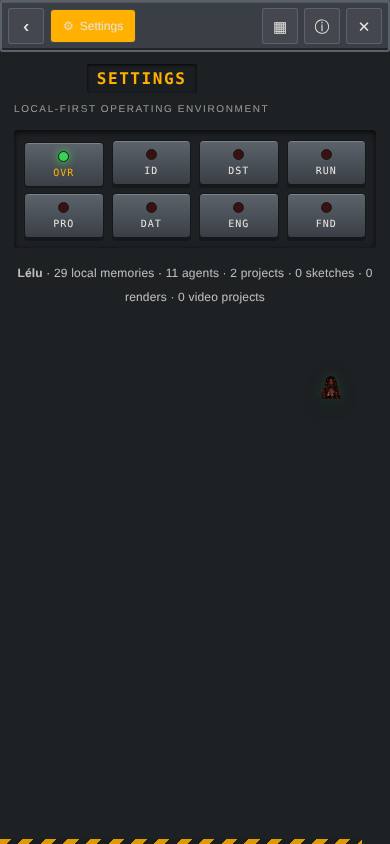 Settings
SETTINGS
LOCAL-FIRST OPERATING ENVIRONMENT
OVR ID DST RUN
PRO DAT ENG FND
Lélu · 29 local memories · 11 agents · 2 projects · 0 sketches · 0
renders · 0 video projects